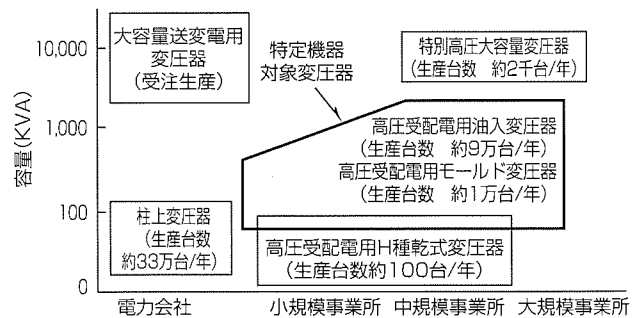 容量(KVA)
10,000
1,000
100
0
大容量送変電用
変圧器
(受注生産)
特定機器
対象変圧器
特別高圧大容量変圧器
(生産台数 約2千台/年)
高圧受配電用油入変圧器
(生産台数 約9万台/年)
高圧受配電用モールド変圧器
(生産台数 約1万台/年)
柱上変圧器
(生産台数
約33万台/年)
高圧受配電用H種乾式変圧器
(生産台数約100台/年)
電力会社 小規模事業所 中規模事業所 大規模事業所